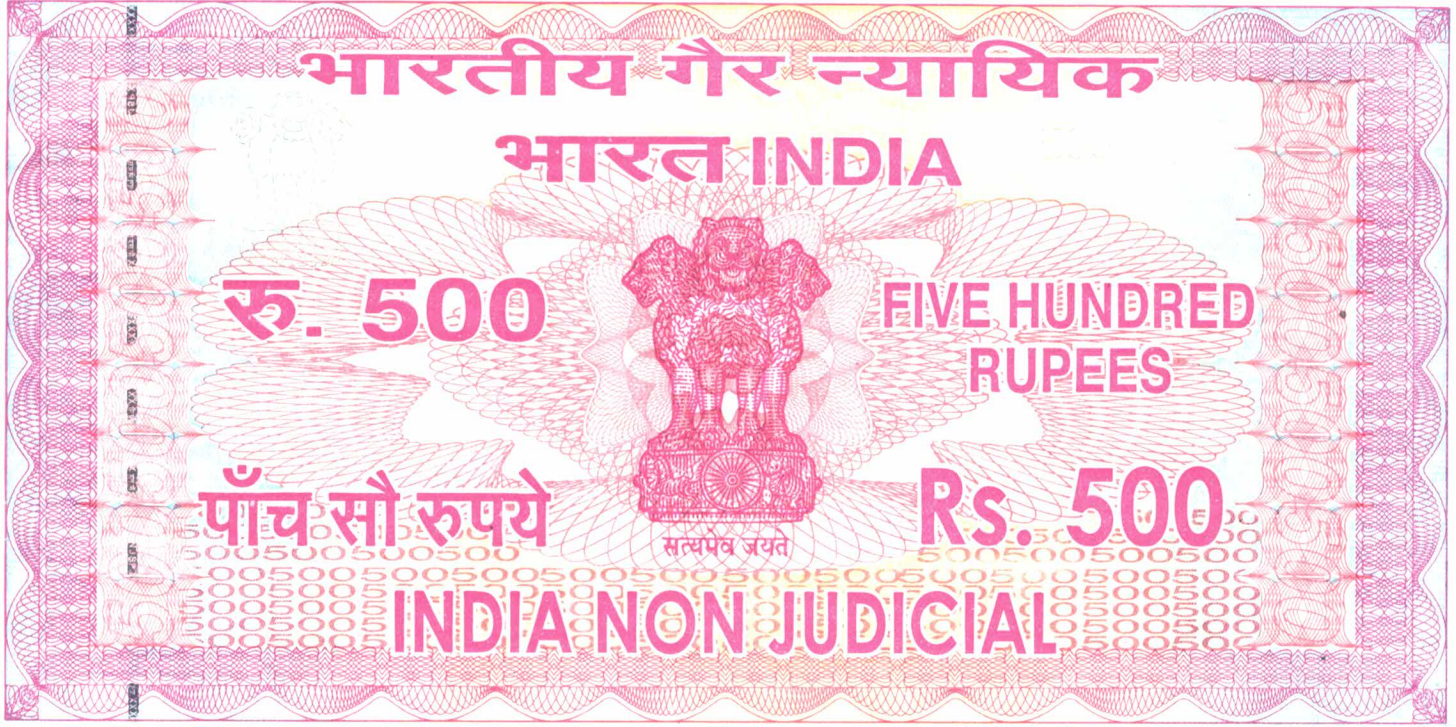 भारतीय गैर न्यायिक
भारत INDIA
रु. 500
FIVE HUNDRED
RUPEES
पाँच सौ रुपये
Rs. 500
सत्यमेव जयते
INDIA NON JUDICIAL